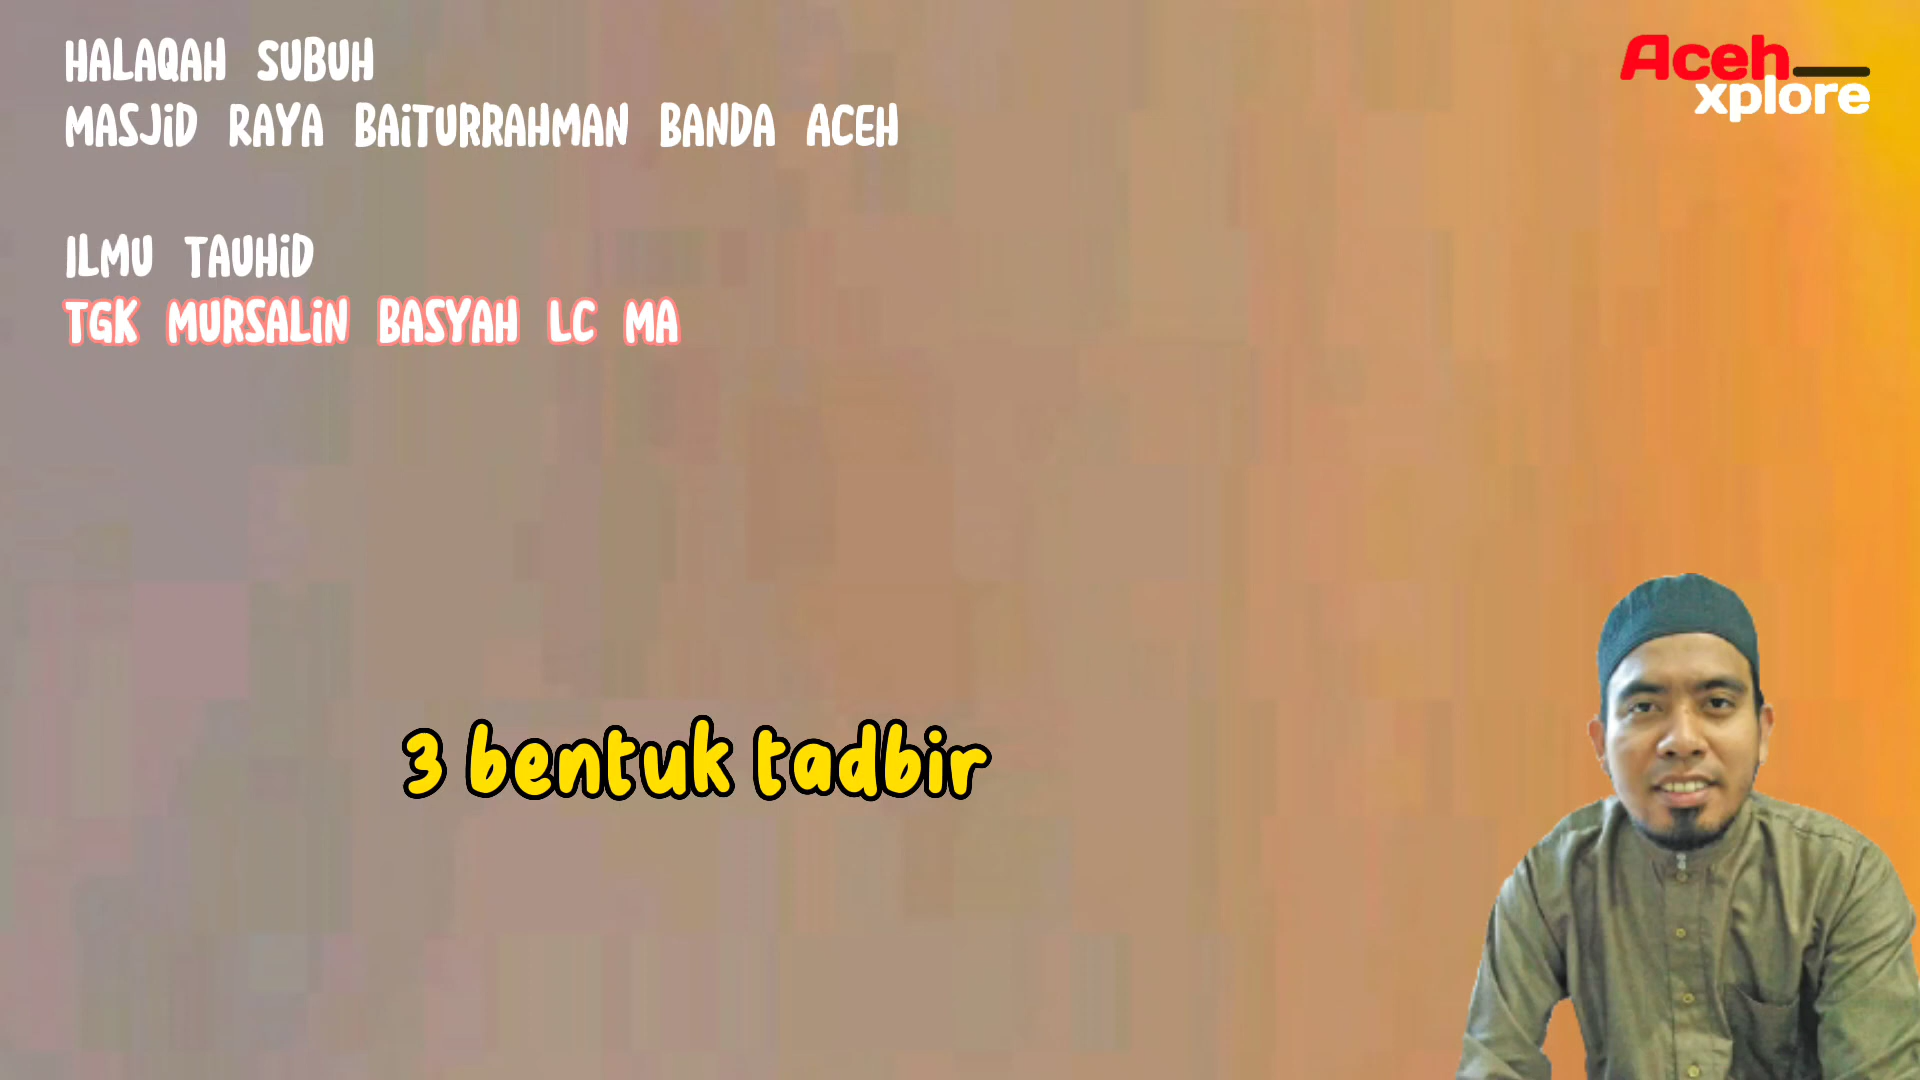 HALAQAH SUBUH
MASJiD RAYA BAiTURRAHMAN BANDA ACEH
ILMU TAUHiD
TGK MURSALiN BASYAH LC MA
Aceh
xplore
3 bentuk tadbir